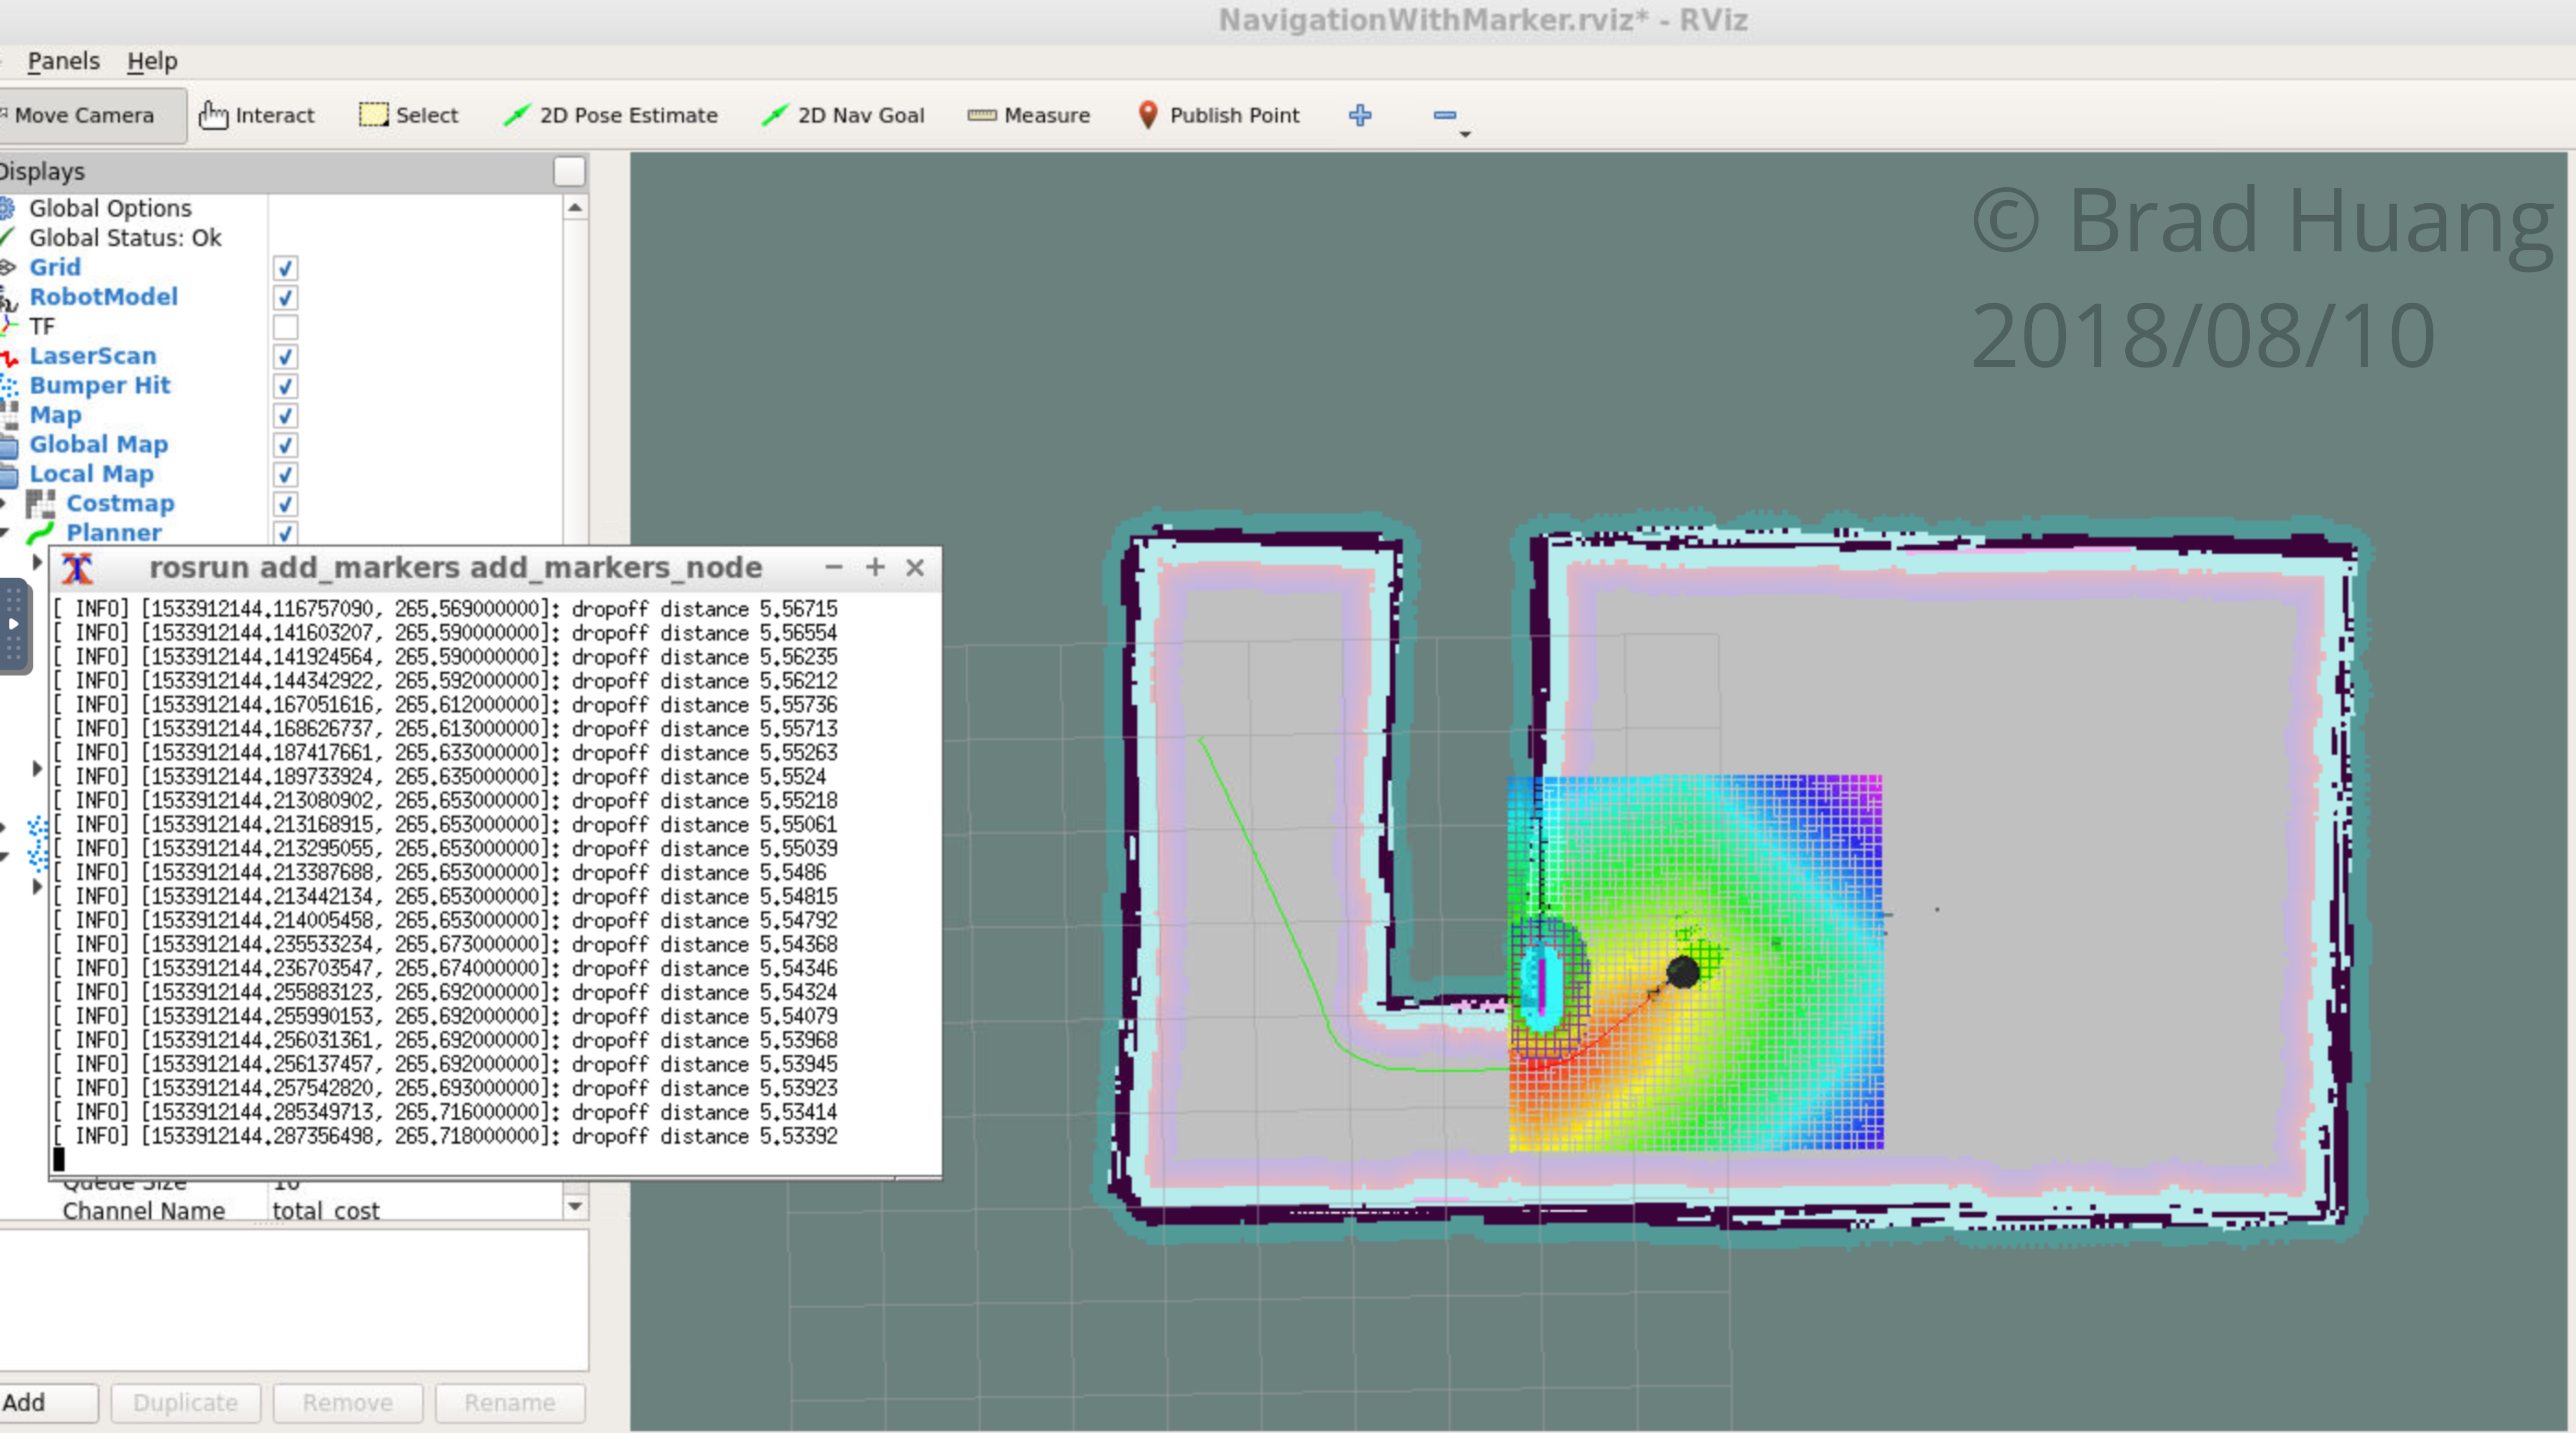 NavigationWithMarker.rviz* - RViz
Panels Help
Move Camera Interact Select 2D Pose Estimate 2D Nav Goal Measure Publish Point
Displays
Global Options
Global Status: Ok
Grid
RobotModel
TF
LaserScan
Bumper Hit
Map
Global Map
Local Map
Costmap
Planner
© Brad Huang
2018/08/10
rosrun add_markers add_markers_node
[ INFO] [1533912144.116757090, 265.569000000]: dropoff distance 5.56715
[ INFO] [1533912144.141603207, 265.590000000]: dropoff distance 5.56554
[ INFO] [1533912144.141924564, 265.590000000]: dropoff distance 5.56235
[ INFO] [1533912144.144342922, 265.592000000]: dropoff distance 5.56212
[ INFO] [1533912144.167051616, 265.612000000]: dropoff distance 5.55736
[ INFO] [1533912144.168626737, 265.613000000]: dropoff distance 5.55713
[ INFO] [1533912144.187417661, 265.633000000]: dropoff distance 5.55263
[ INFO] [1533912144.189733924, 265.635000000]: dropoff distance 5.5524
[ INFO] [1533912144.213080902, 265.653000000]: dropoff distance 5.55218
[ INFO] [1533912144.213168915, 265.653000000]: dropoff distance 5.55061
[ INFO] [1533912144.213295055, 265.653000000]: dropoff distance 5.55039
[ INFO] [1533912144.213387688, 265.653000000]: dropoff distance 5.5486
[ INFO] [1533912144.213442134, 265.653000000]: dropoff distance 5.54815
[ INFO] [1533912144.214005458, 265.653000000]: dropoff distance 5.54792
[ INFO] [1533912144.235533234, 265.673000000]: dropoff distance 5.54368
[ INFO] [1533912144.236703547, 265.674000000]: dropoff distance 5.54346
[ INFO] [1533912144.255883123, 265.692000000]: dropoff distance 5.54324
[ INFO] [1533912144.255990153, 265.692000000]: dropoff distance 5.54079
[ INFO] [1533912144.256031361, 265.692000000]: dropoff distance 5.53968
[ INFO] [1533912144.256137457, 265.692000000]: dropoff distance 5.53945
[ INFO] [1533912144.257542820, 265.693000000]: dropoff distance 5.53923
[ INFO] [1533912144.285349713, 265.716000000]: dropoff distance 5.53414
[ INFO] [1533912144.287356498, 265.718000000]: dropoff distance 5.53392
Queue Size 10
Channel Name total_cost
Add Duplicate Remove Rename